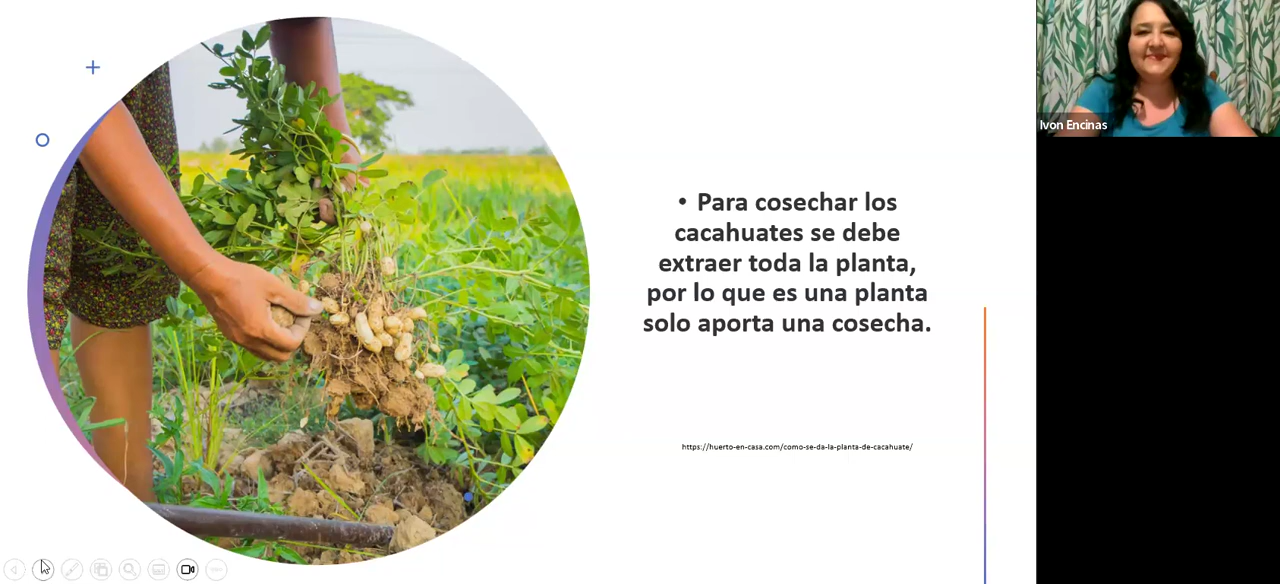 Ivon Encinas
• Para cosechar los
cacahuates se debe
extraer toda la planta,
por lo que es una planta
solo aporta una cosecha.
https://huerto-en-casa.com/como-se-da-la-planta-de-cacahuate/